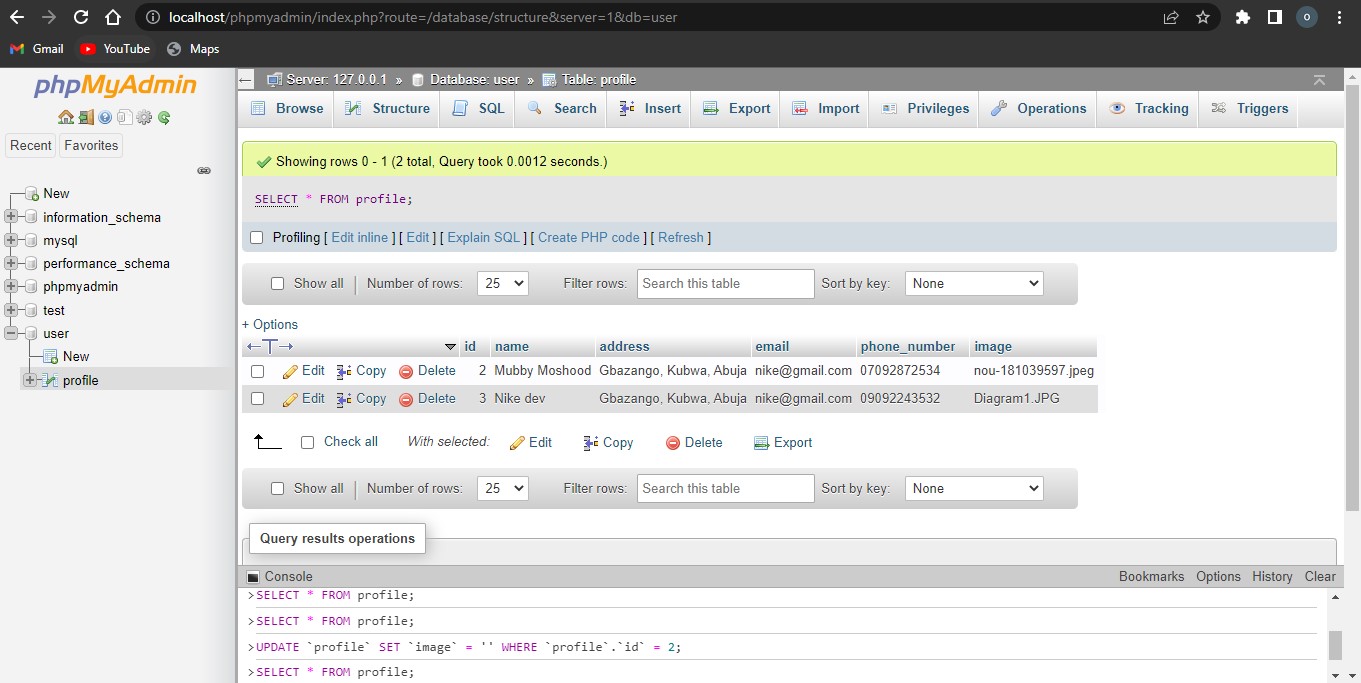 localhost/phpmyadmin/index.php?route=/database/structure&server=1&db=user
O
Gmail YouTube Maps
phpMyAdmin
Recent Favorites
New
information_schema
mysql
performance_schema
phpmyadmin
test
user
New
profile
Server: 127.0.0.1 » Database: user » Table: profile
Browse Structure SQL Search Insert Export Import Privileges Operations Tracking Triggers
Showing rows 0 - 1 (2 total, Query took 0.0012 seconds.)
SELECT * FROM profile;
Profiling [ Edit inline ] [ Edit ] [ Explain SQL ] [ Create PHP code ] [ Refresh ]
Show all Number of rows: 25 Filter rows: Search this table Sort by key: None
+ Options
←T→ id name address email phone_number image
Edit Copy Delete 2 Mubby Moshood Gbazango, Kubwa, Abuja nike@gmail.com 07092872534 nou-181039597.jpeg
Edit Copy Delete 3 Nike dev Gbazango, Kubwa, Abuja nike@gmail.com 09092243532 Diagram1.JPG
Check all With selected: Edit Copy Delete Export
Show all Number of rows: 25 Filter rows: Search this table Sort by key: None
Query results operations
Console Bookmarks Options History Clear
>SELECT * FROM profile;
>SELECT * FROM profile;
>UPDATE `profile` SET `image` = '' WHERE `profile`.`id` = 2;
>SELECT * FROM profile;